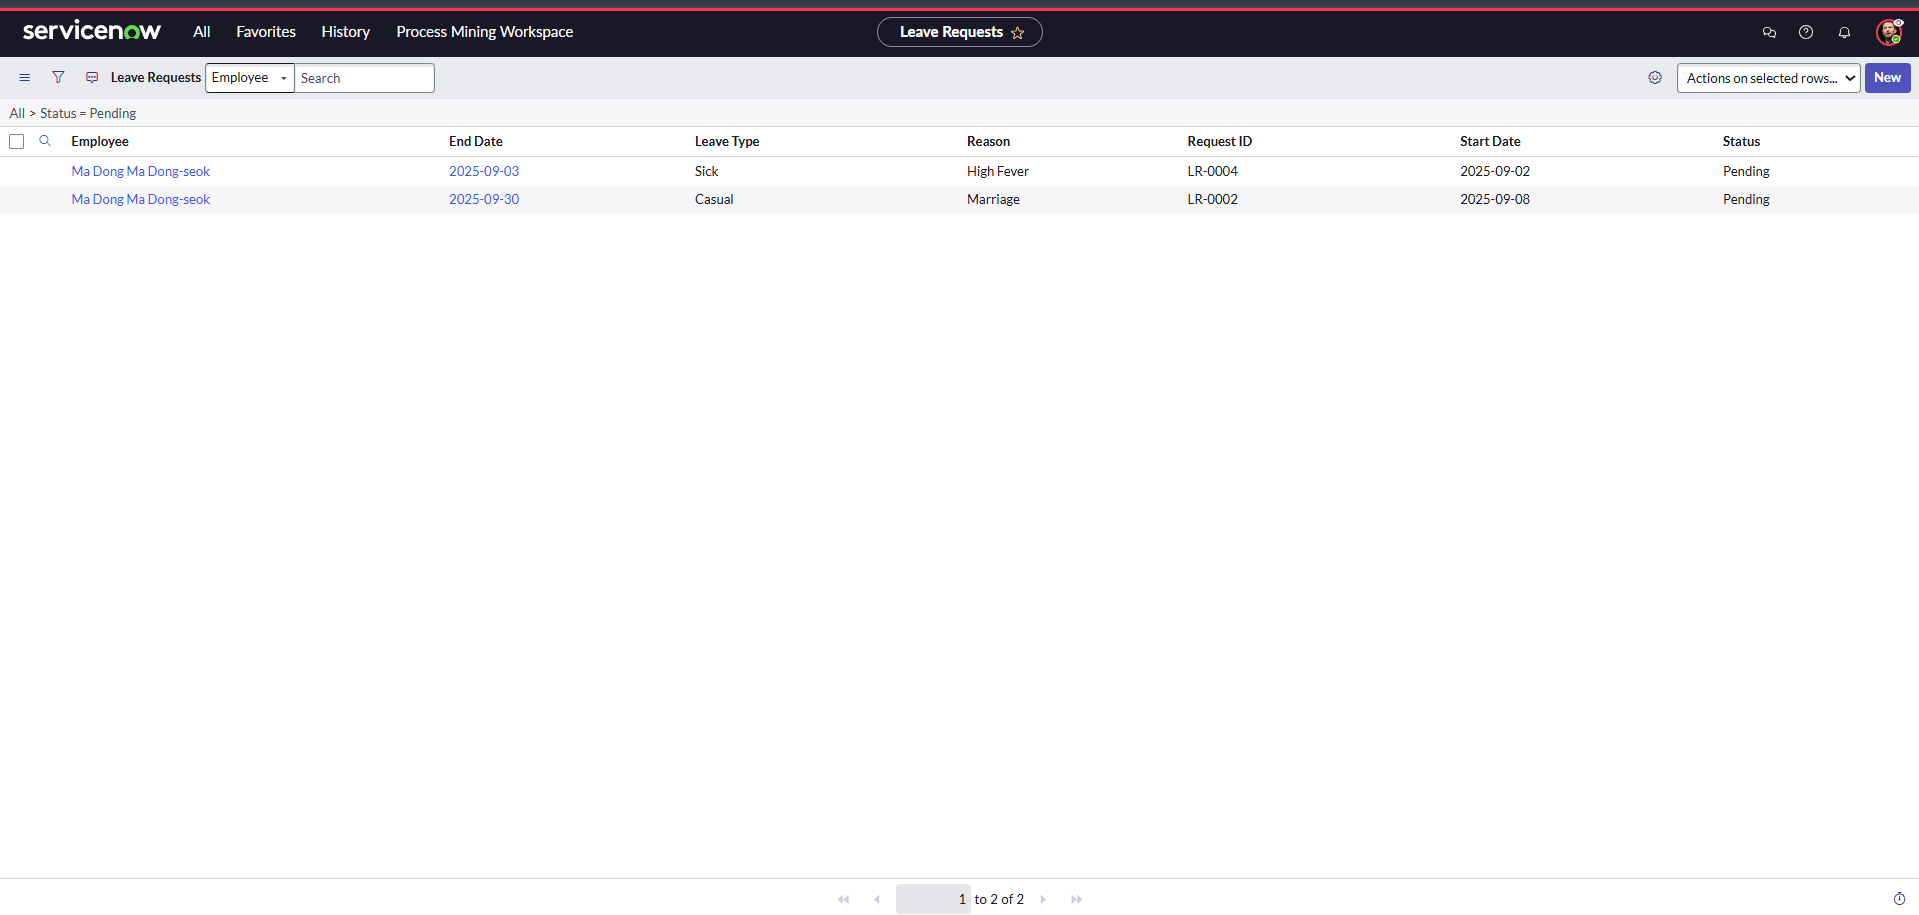 servicenow All Favorites History Process Mining Workspace Leave Requests
Leave Requests Employee Search Actions on selected rows... New
All > Status = Pending
Employee End Date Leave Type Reason Request ID Start Date Status
Ma Dong Ma Dong-seok 2025-09-03 Sick High Fever LR-0004 2025-09-02 Pending
Ma Dong Ma Dong-seok 2025-09-30 Casual Marriage LR-0002 2025-09-08 Pending
1 to 2 of 2